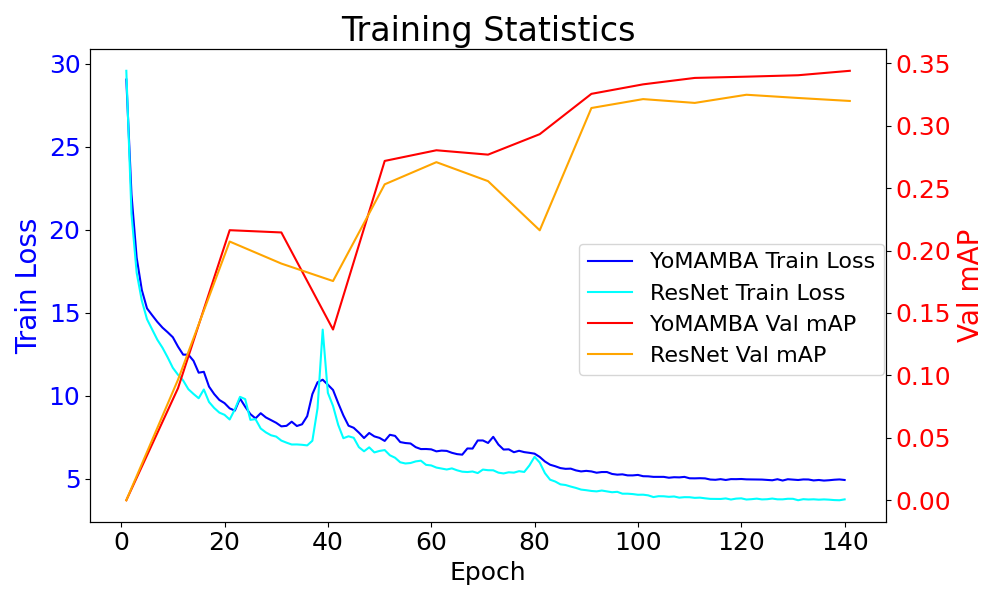 Training Statistics
Train Loss
30
25
20
15
10
5
0.35
0.30
0.25
0.20
0.15
0.10
0.05
0.00
Val mAP
YoMAMBA Train Loss
ResNet Train Loss
YoMAMBA Val mAP
ResNet Val mAP
0 20 40 60 80 100 120 140
Epoch